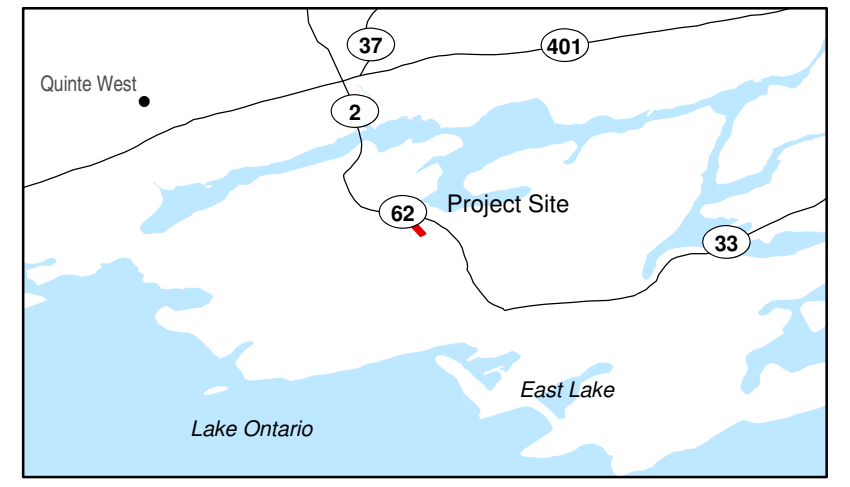 37
401
Quinte West
2
Project Site
62
33
East Lake
Lake Ontario